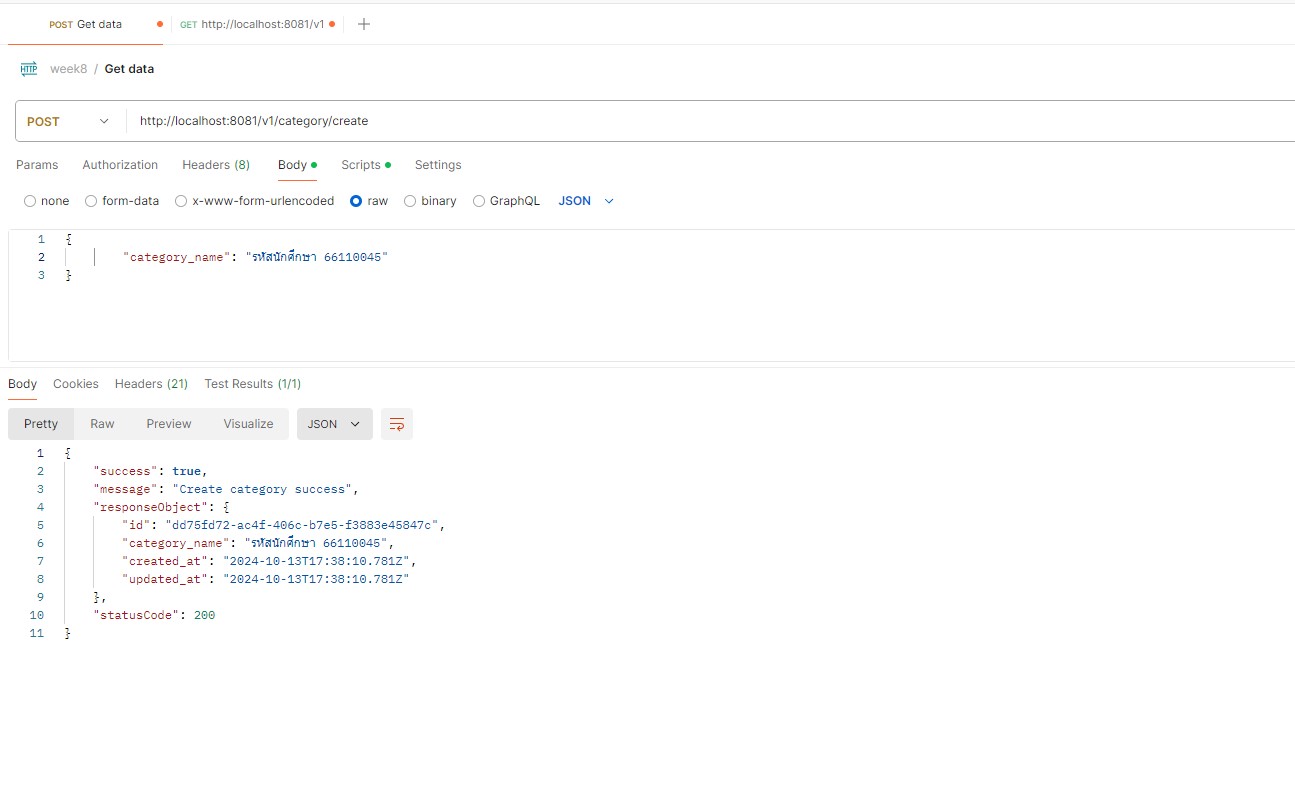 POST Get data GET http://localhost:8081/v1
HTTP week8 / Get data
POST http://localhost:8081/v1/category/create
Params Authorization Headers (8) Body Scripts Settings
none form-data x-www-form-urlencoded raw binary GraphQL JSON
1 {
2 "category_name": "รหัสนักศึกษา 66110045"
3 }
Body Cookies Headers (21) Test Results (1/1)
Pretty Raw Preview Visualize JSON
1 {
2 "success": true,
3 "message": "Create category success",
4 "responseObject": {
5 "id": "dd75fd72-ac4f-406c-b7e5-f3883e45847c",
6 "category_name": "รหัสนักศึกษา 66110045",
7 "created_at": "2024-10-13T17:38:10.781Z",
8 "updated_at": "2024-10-13T17:38:10.781Z"
9 },
10 "statusCode": 200
11 }